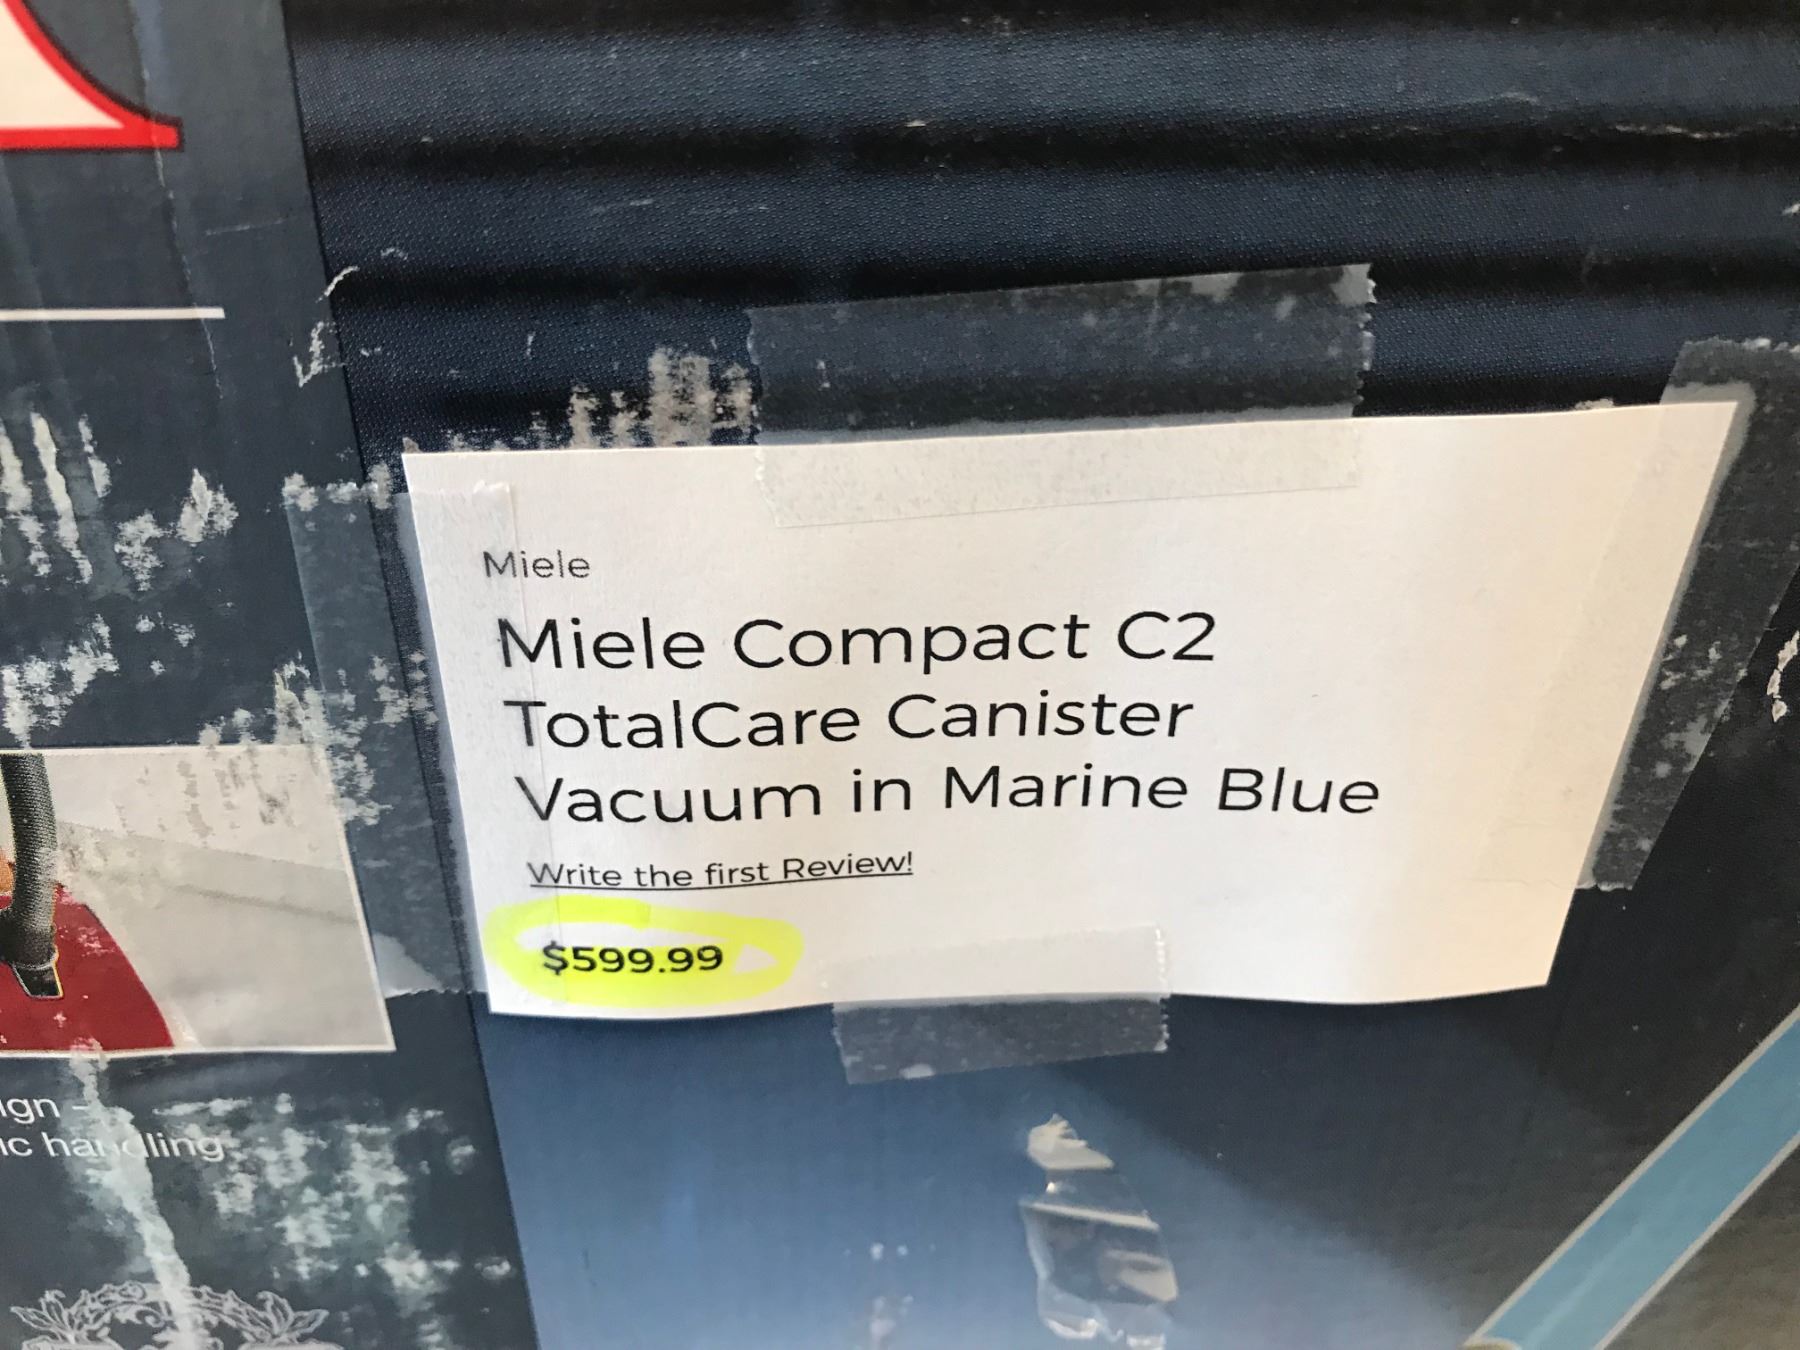 Miele
Miele Compact C2
TotalCare Canister
Vacuum in Marine Blue
Write the first Review!
$599.99
ign -
ic handling